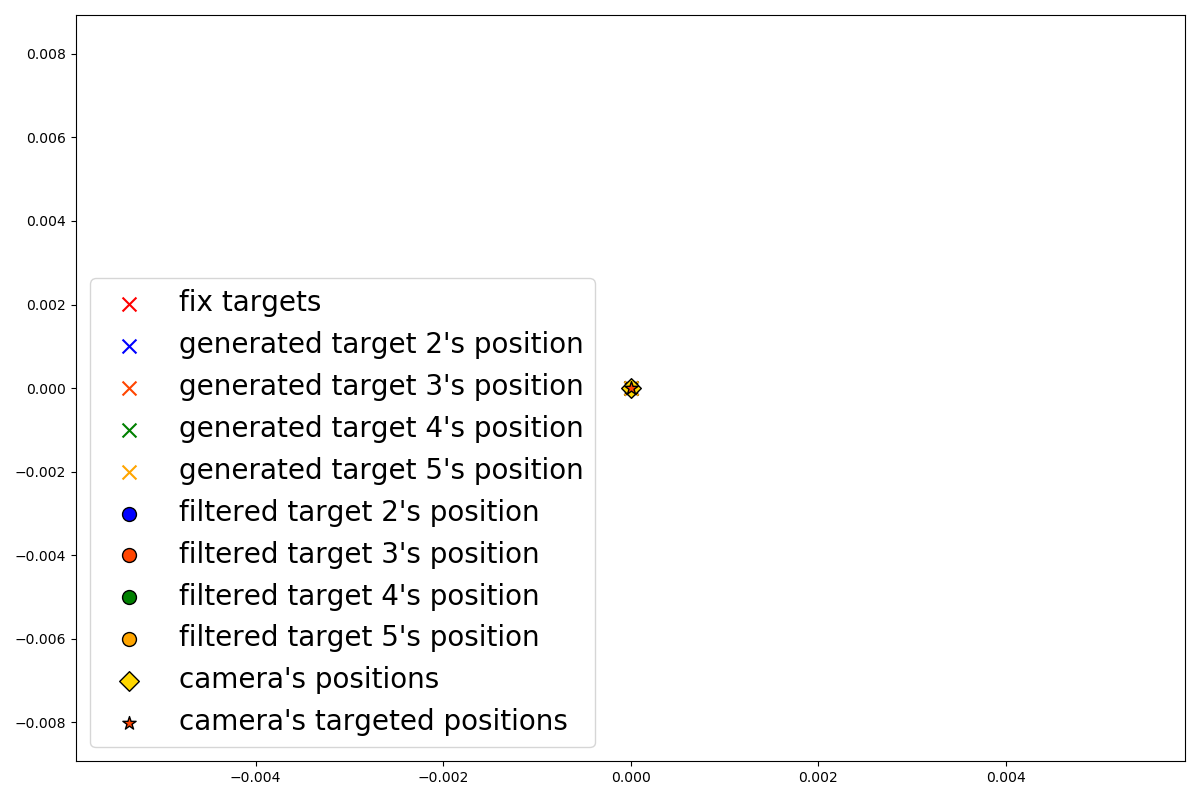 0.008
0.006
0.004
0.002
0.000
−0.002
−0.004
−0.006
−0.008
fix targets
generated target 2's position
generated target 3's position
generated target 4's position
generated target 5's position
filtered target 2's position
filtered target 3's position
filtered target 4's position
filtered target 5's position
camera's positions
camera's targeted positions
−0.004 −0.002 0.000 0.002 0.004